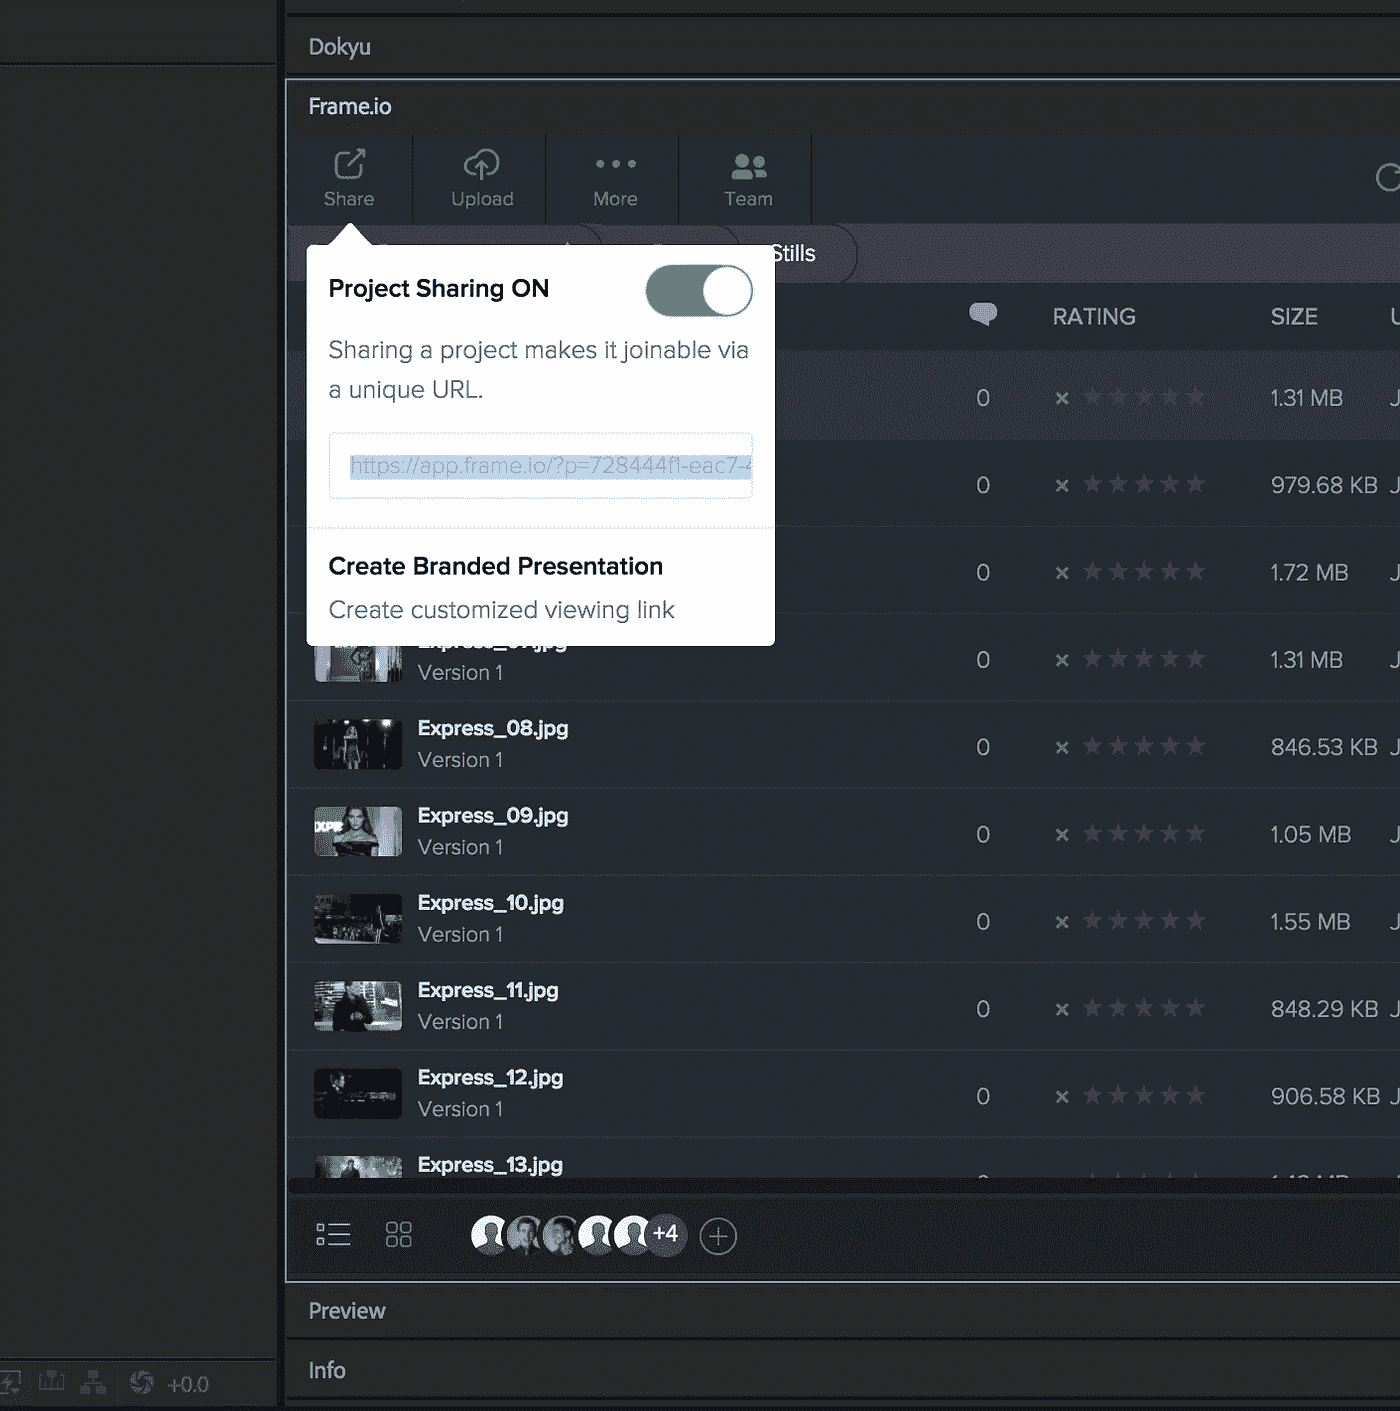 Dokyu
Frame.io
Share
Upload
More
Team
Stills
Project Sharing ON
Sharing a project makes it joinable via
a unique URL.
https://app.frame.io/?p=728444f1-eac7-
Create Branded Presentation
Create customized viewing link
RATING SIZE
0 1.31 MB
0 979.68 KB
0 1.72 MB
Express_07.jpg
Version 1 0 1.31 MB
Express_08.jpg
Version 1 0 846.53 KB
Express_09.jpg
Version 1 0 1.05 MB
Express_10.jpg
Version 1 0 1.55 MB
Express_11.jpg
Version 1 0 848.29 KB
Express_12.jpg
Version 1 0 906.58 KB
Express_13.jpg
+4
Preview
Info
+0.0